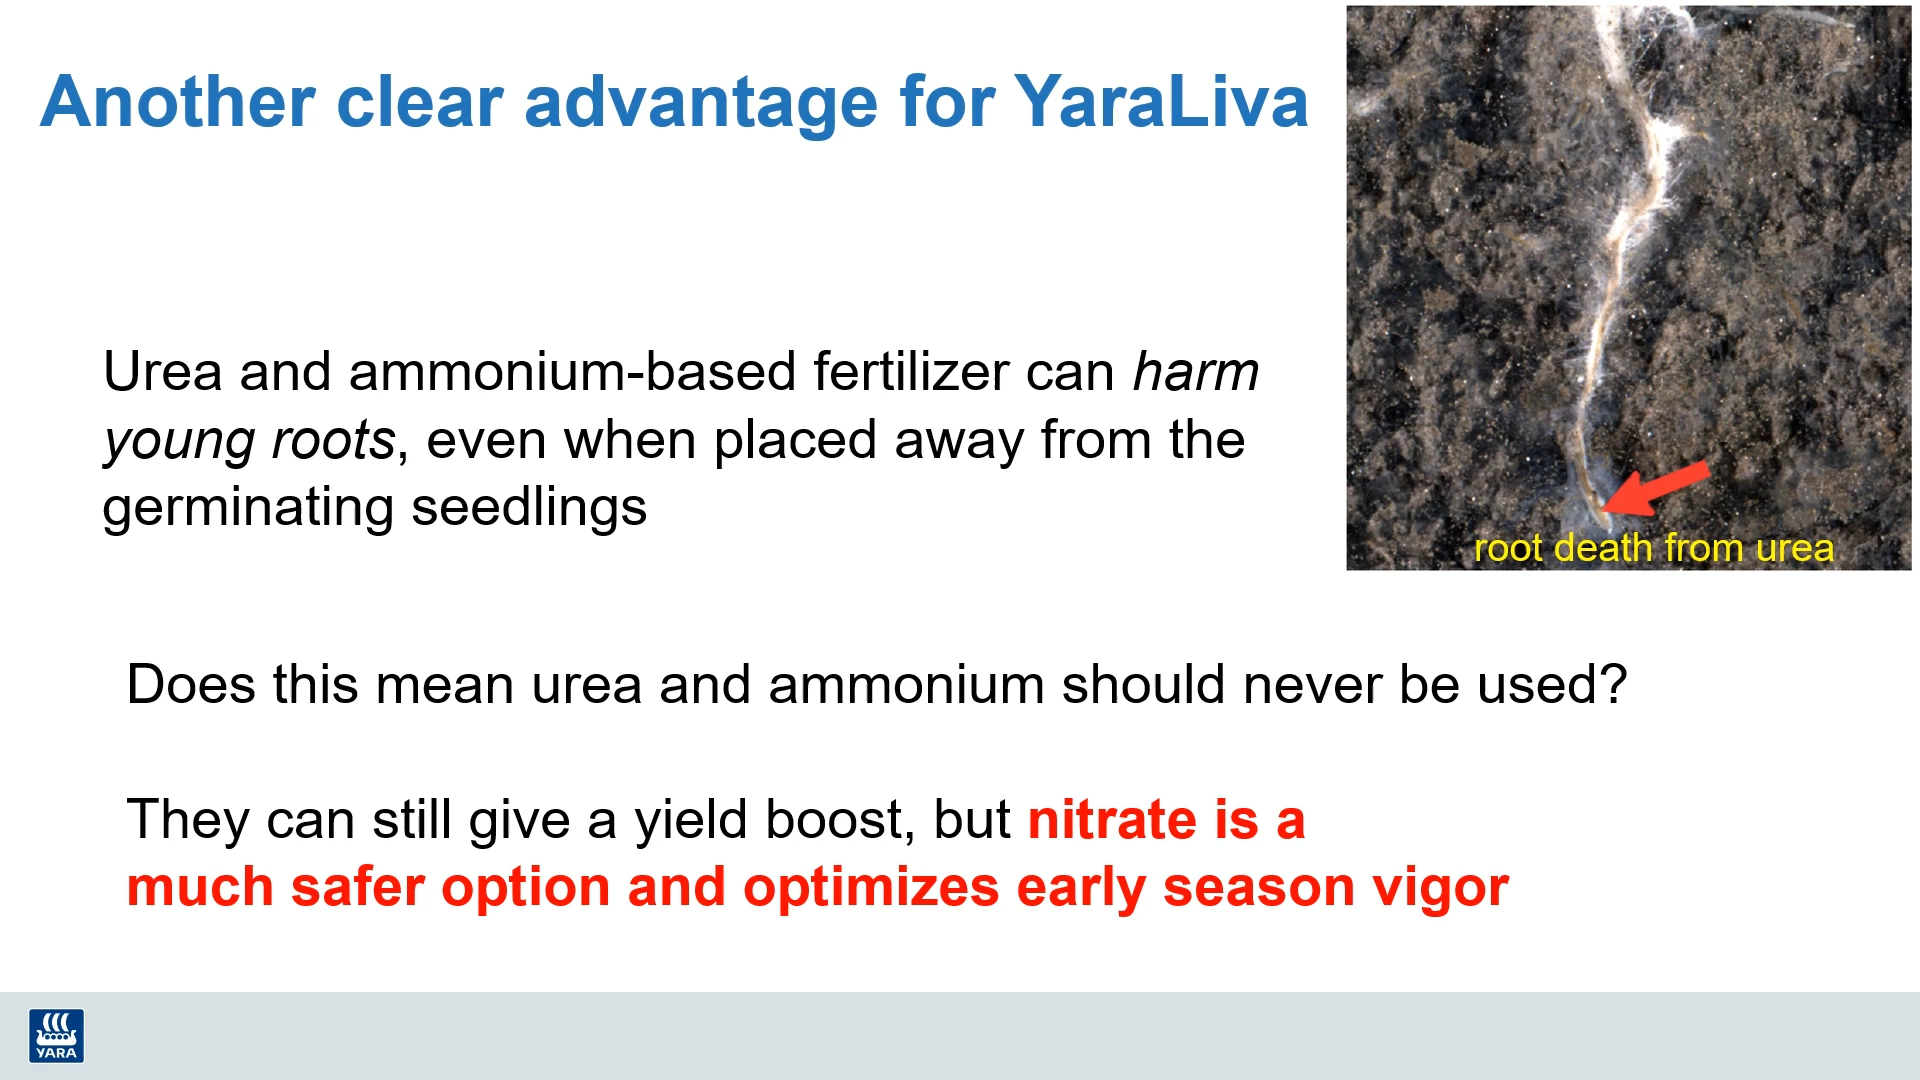 Another clear advantage for YaraLiva
Urea and ammonium-based fertilizer can harm
young roots, even when placed away from the
germinating seedlings
root death from urea
Does this mean urea and ammonium should never be used?
They can still give a yield boost, but nitrate is a
much safer option and optimizes early season vigor
YARA